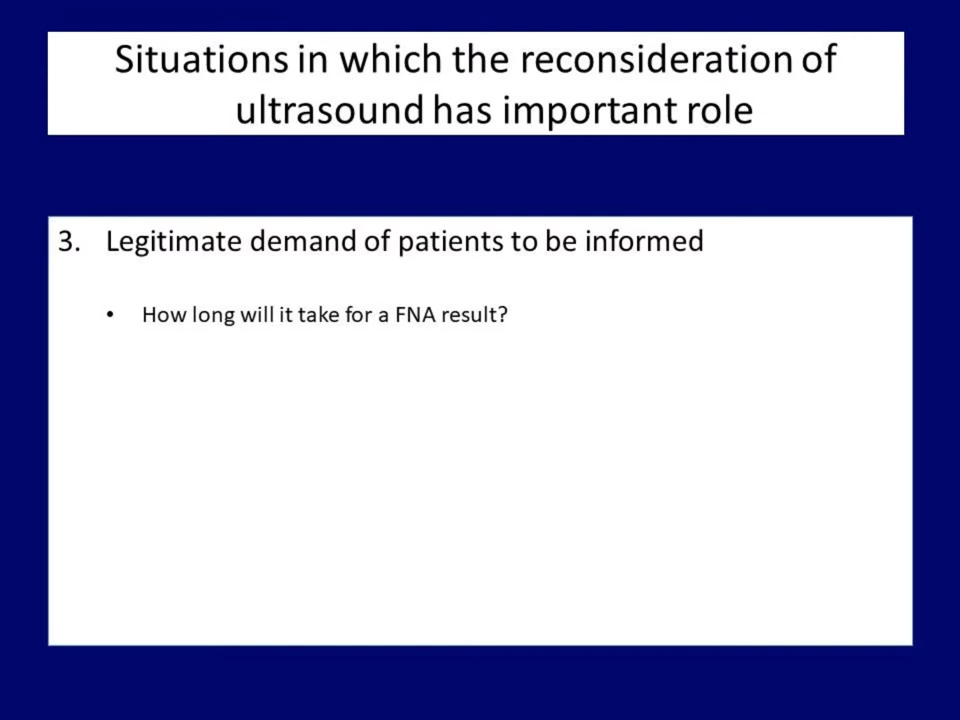 Situations in which the reconsideration of
ultrasound has important role
3. Legitimate demand of patients to be informed
• How long will it take for a FNA result?